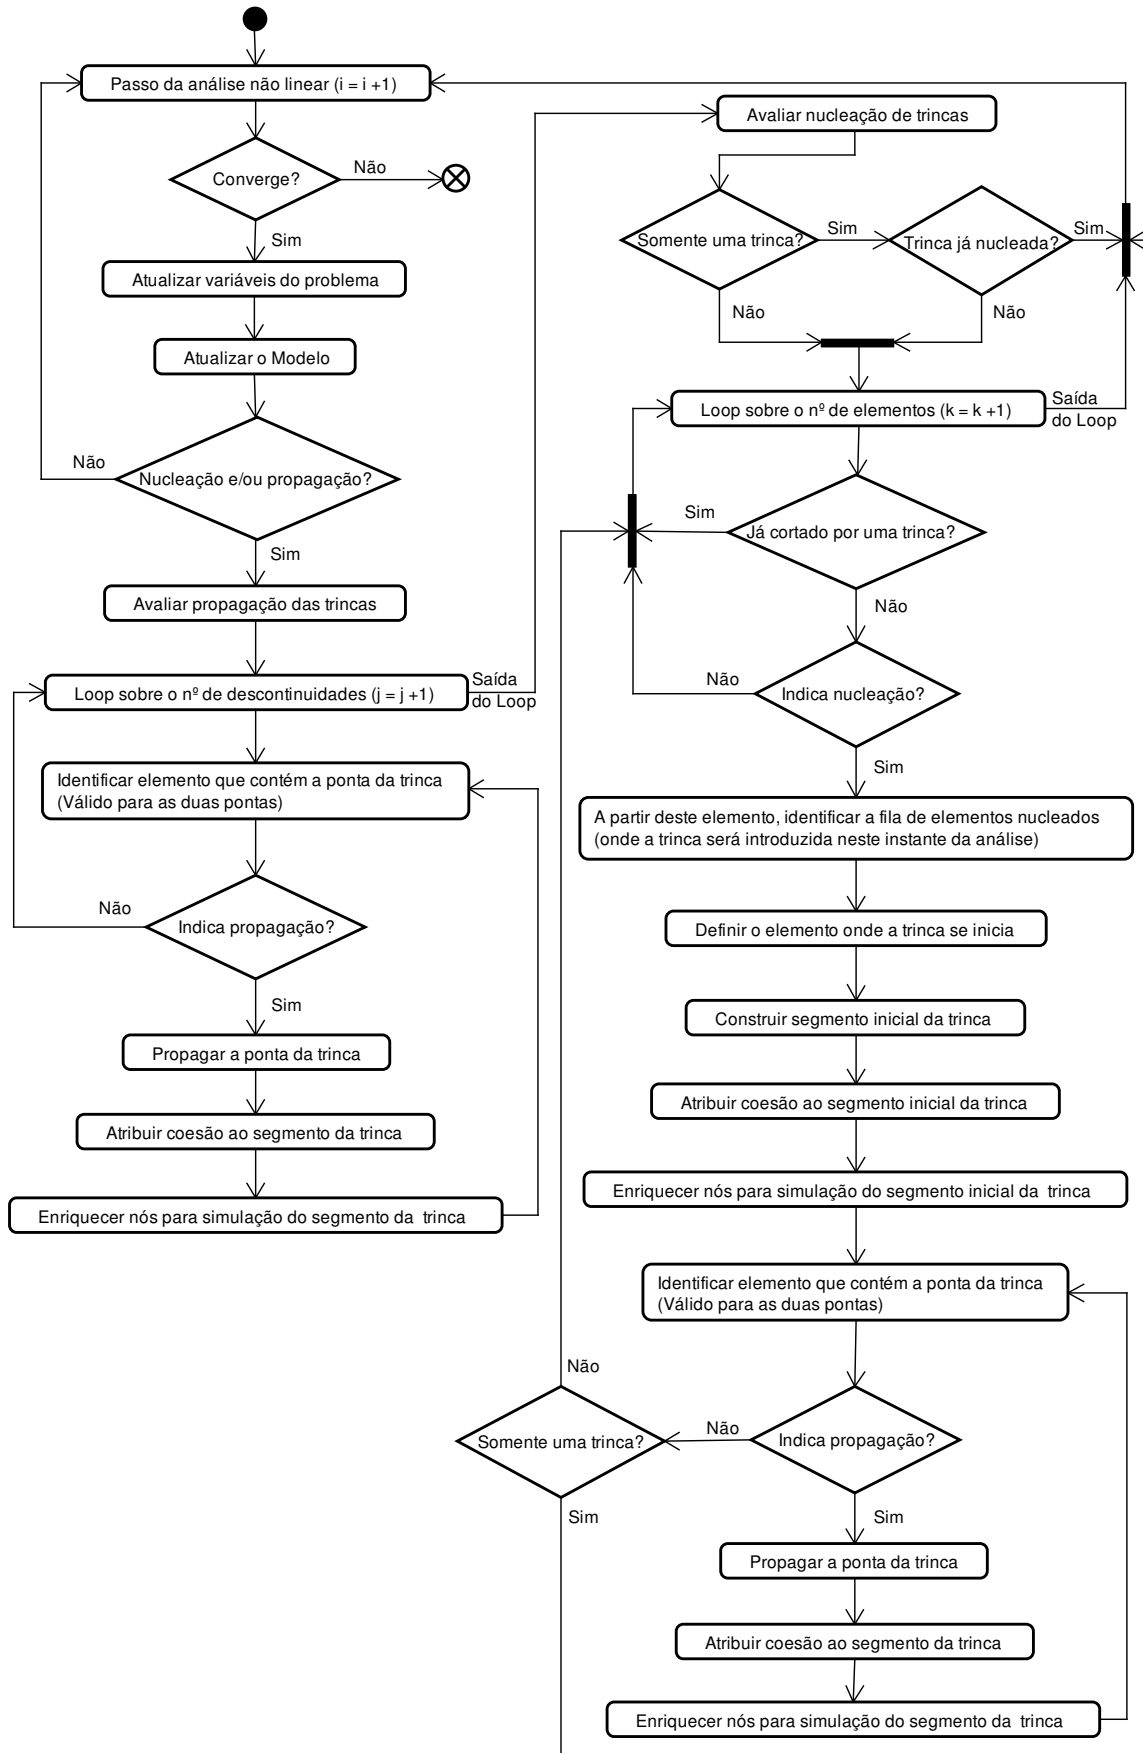 Passo da análise não linear (i = i +1)
Converge?
Não
Sim
Atualizar variáveis do problema
Atualizar o Modelo
Nucleação e/ou propagação?
Não
Sim
Avaliar propagação das trincas
Loop sobre o nº de descontinuidades (j = j +1)
Saída
do Loop
Identificar elemento que contém a ponta da trinca
(Válido para as duas pontas)
Indica propagação?
Não
Sim
Propagar a ponta da trinca
Atribuir coesão ao segmento da trinca
Enriquecer nós para simulação do segmento da trinca
Avaliar nucleação de trincas
Somente uma trinca?
Sim
Trinca já nucleada?
Sim
Não
Não
Loop sobre o nº de elementos (k = k +1)
Saída
do Loop
Já cortado por uma trinca?
Sim
Não
Indica nucleação?
Não
Sim
A partir deste elemento, identificar a fila de elementos nucleados
(onde a trinca será introduzida neste instante da análise)
Definir o elemento onde a trinca se inicia
Construir segmento inicial da trinca
Atribuir coesão ao segmento inicial da trinca
Enriquecer nós para simulação do segmento inicial da trinca
Identificar elemento que contém a ponta da trinca
(Válido para as duas pontas)
Indica propagação?
Não
Somente uma trinca?
Não
Sim
Sim
Propagar a ponta da trinca
Atribuir coesão ao segmento da trinca
Enriquecer nós para simulação do segmento da trinca